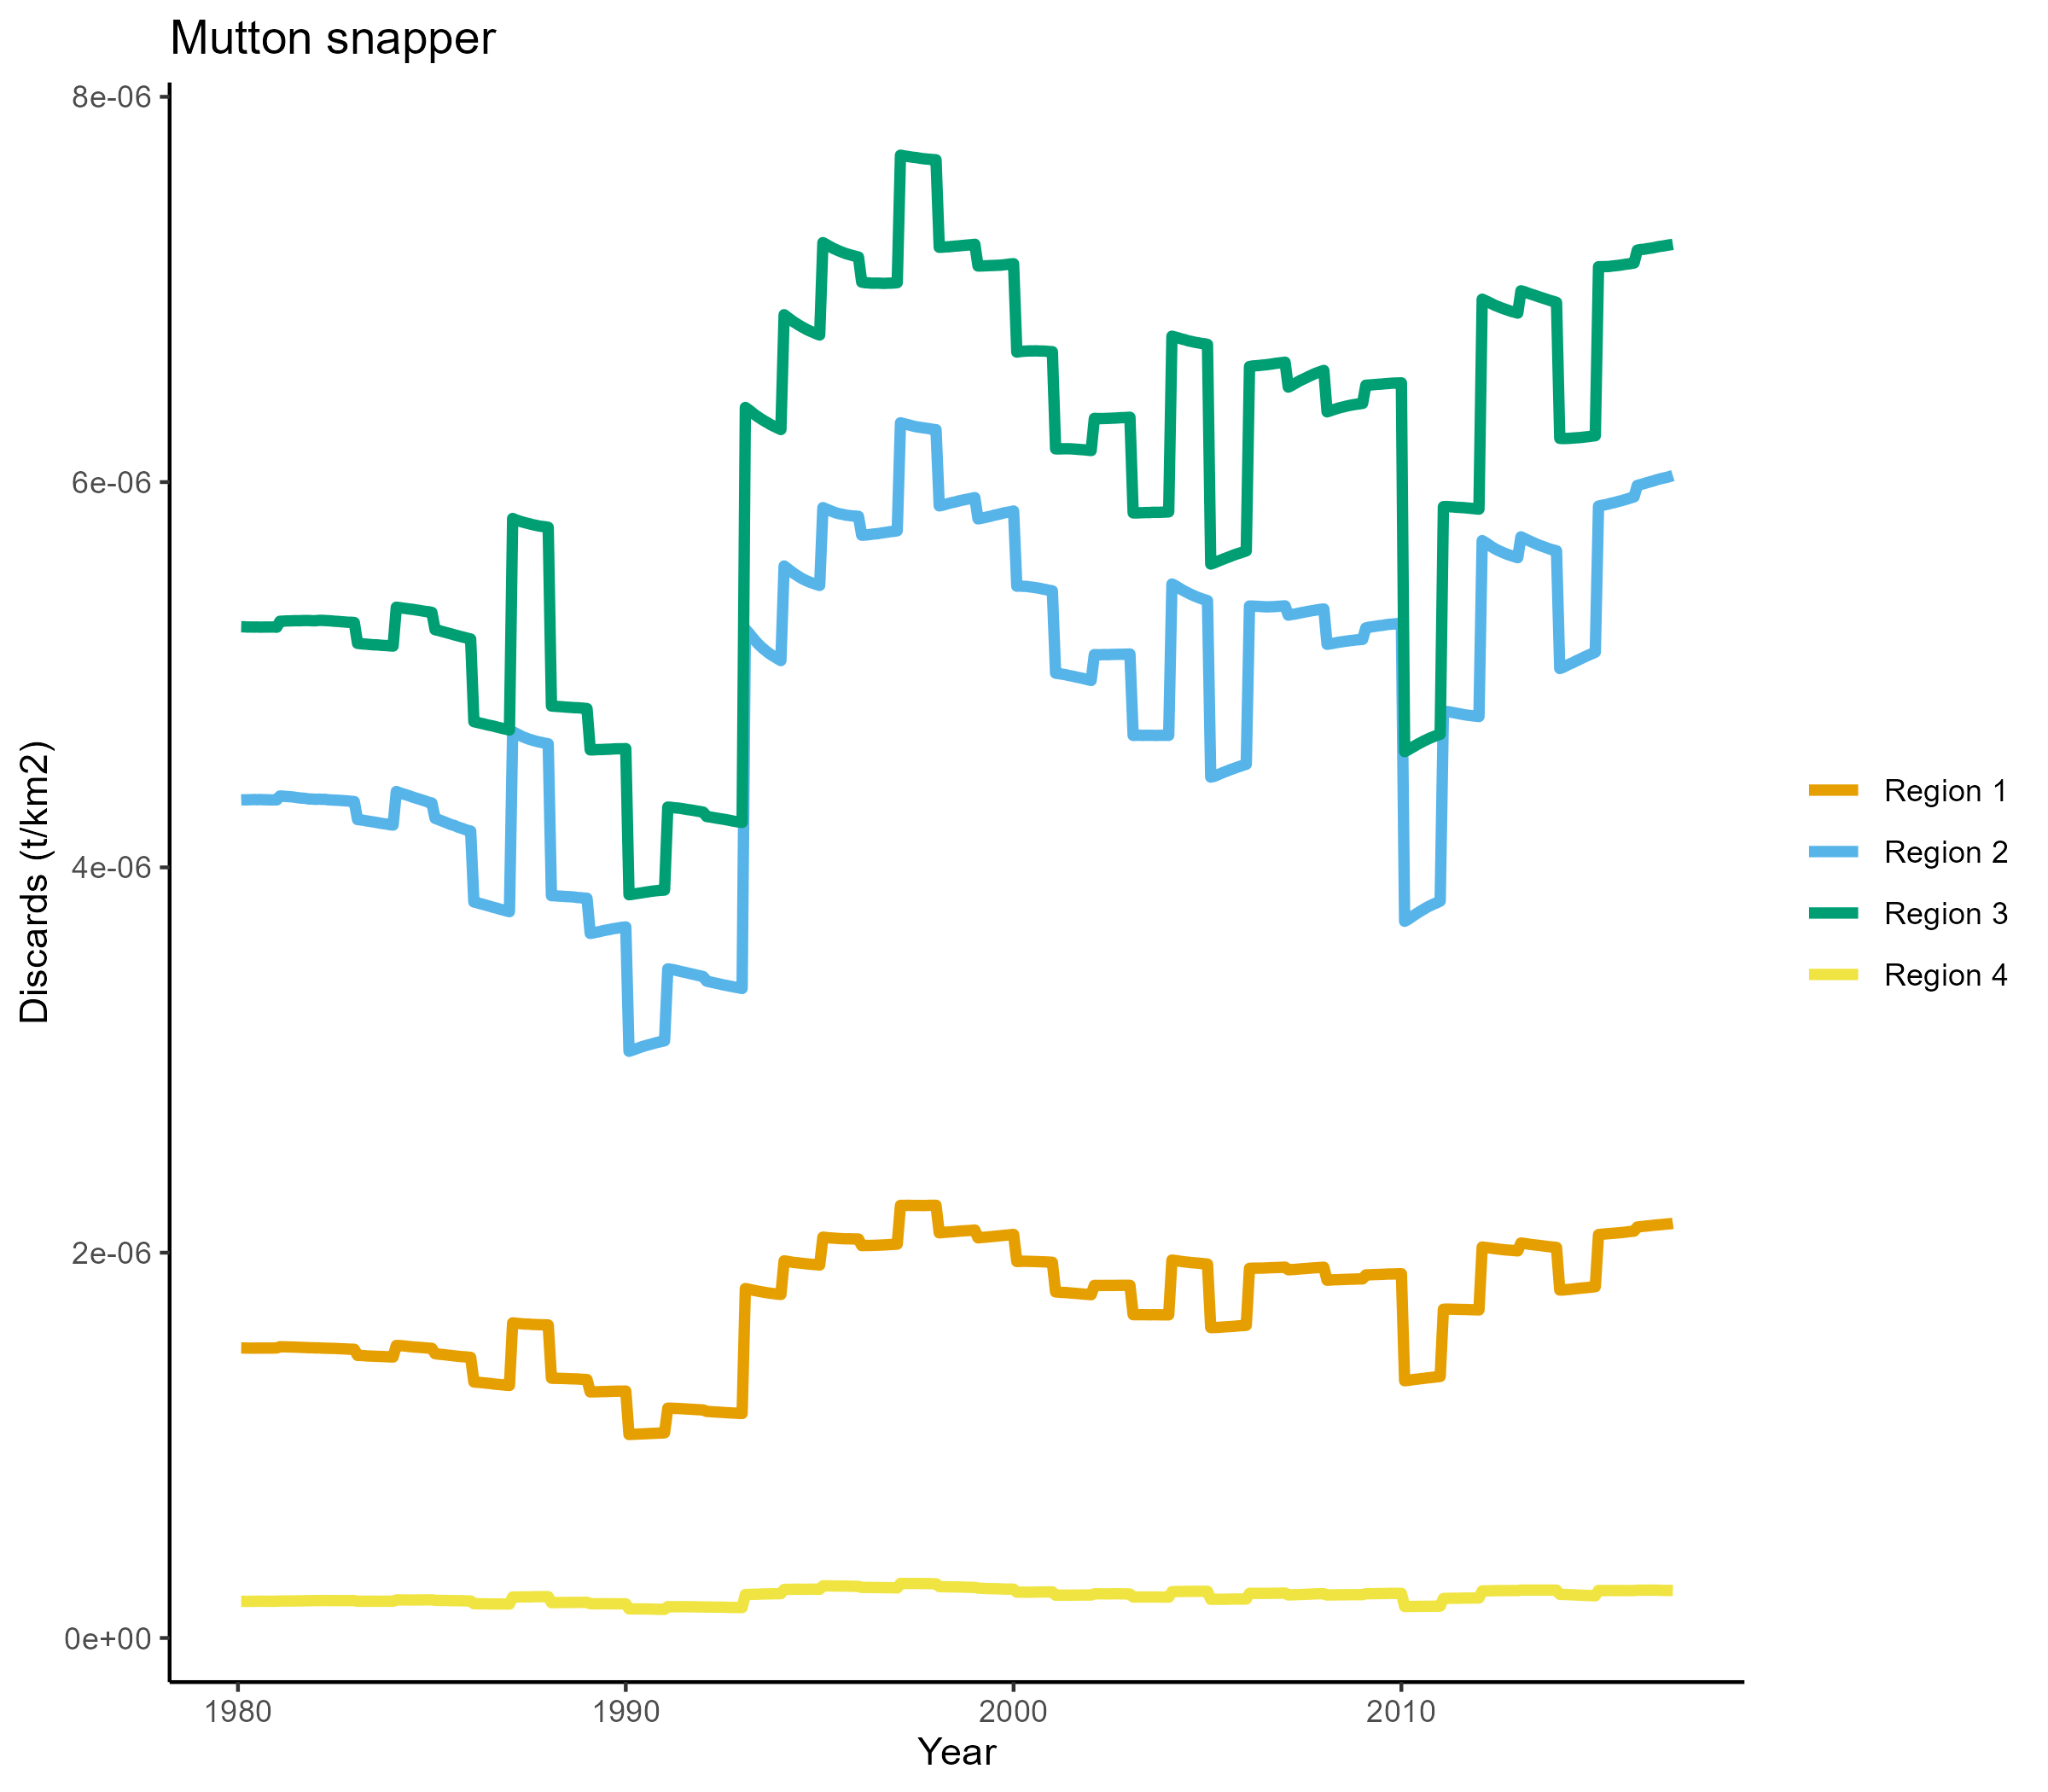 Mutton snapper
8e-06
6e-06
4e-06
2e-06
0e+00
Discards (t/km2)
1980
1990
2000
2010
Year
Region 1
Region 2
Region 3
Region 4